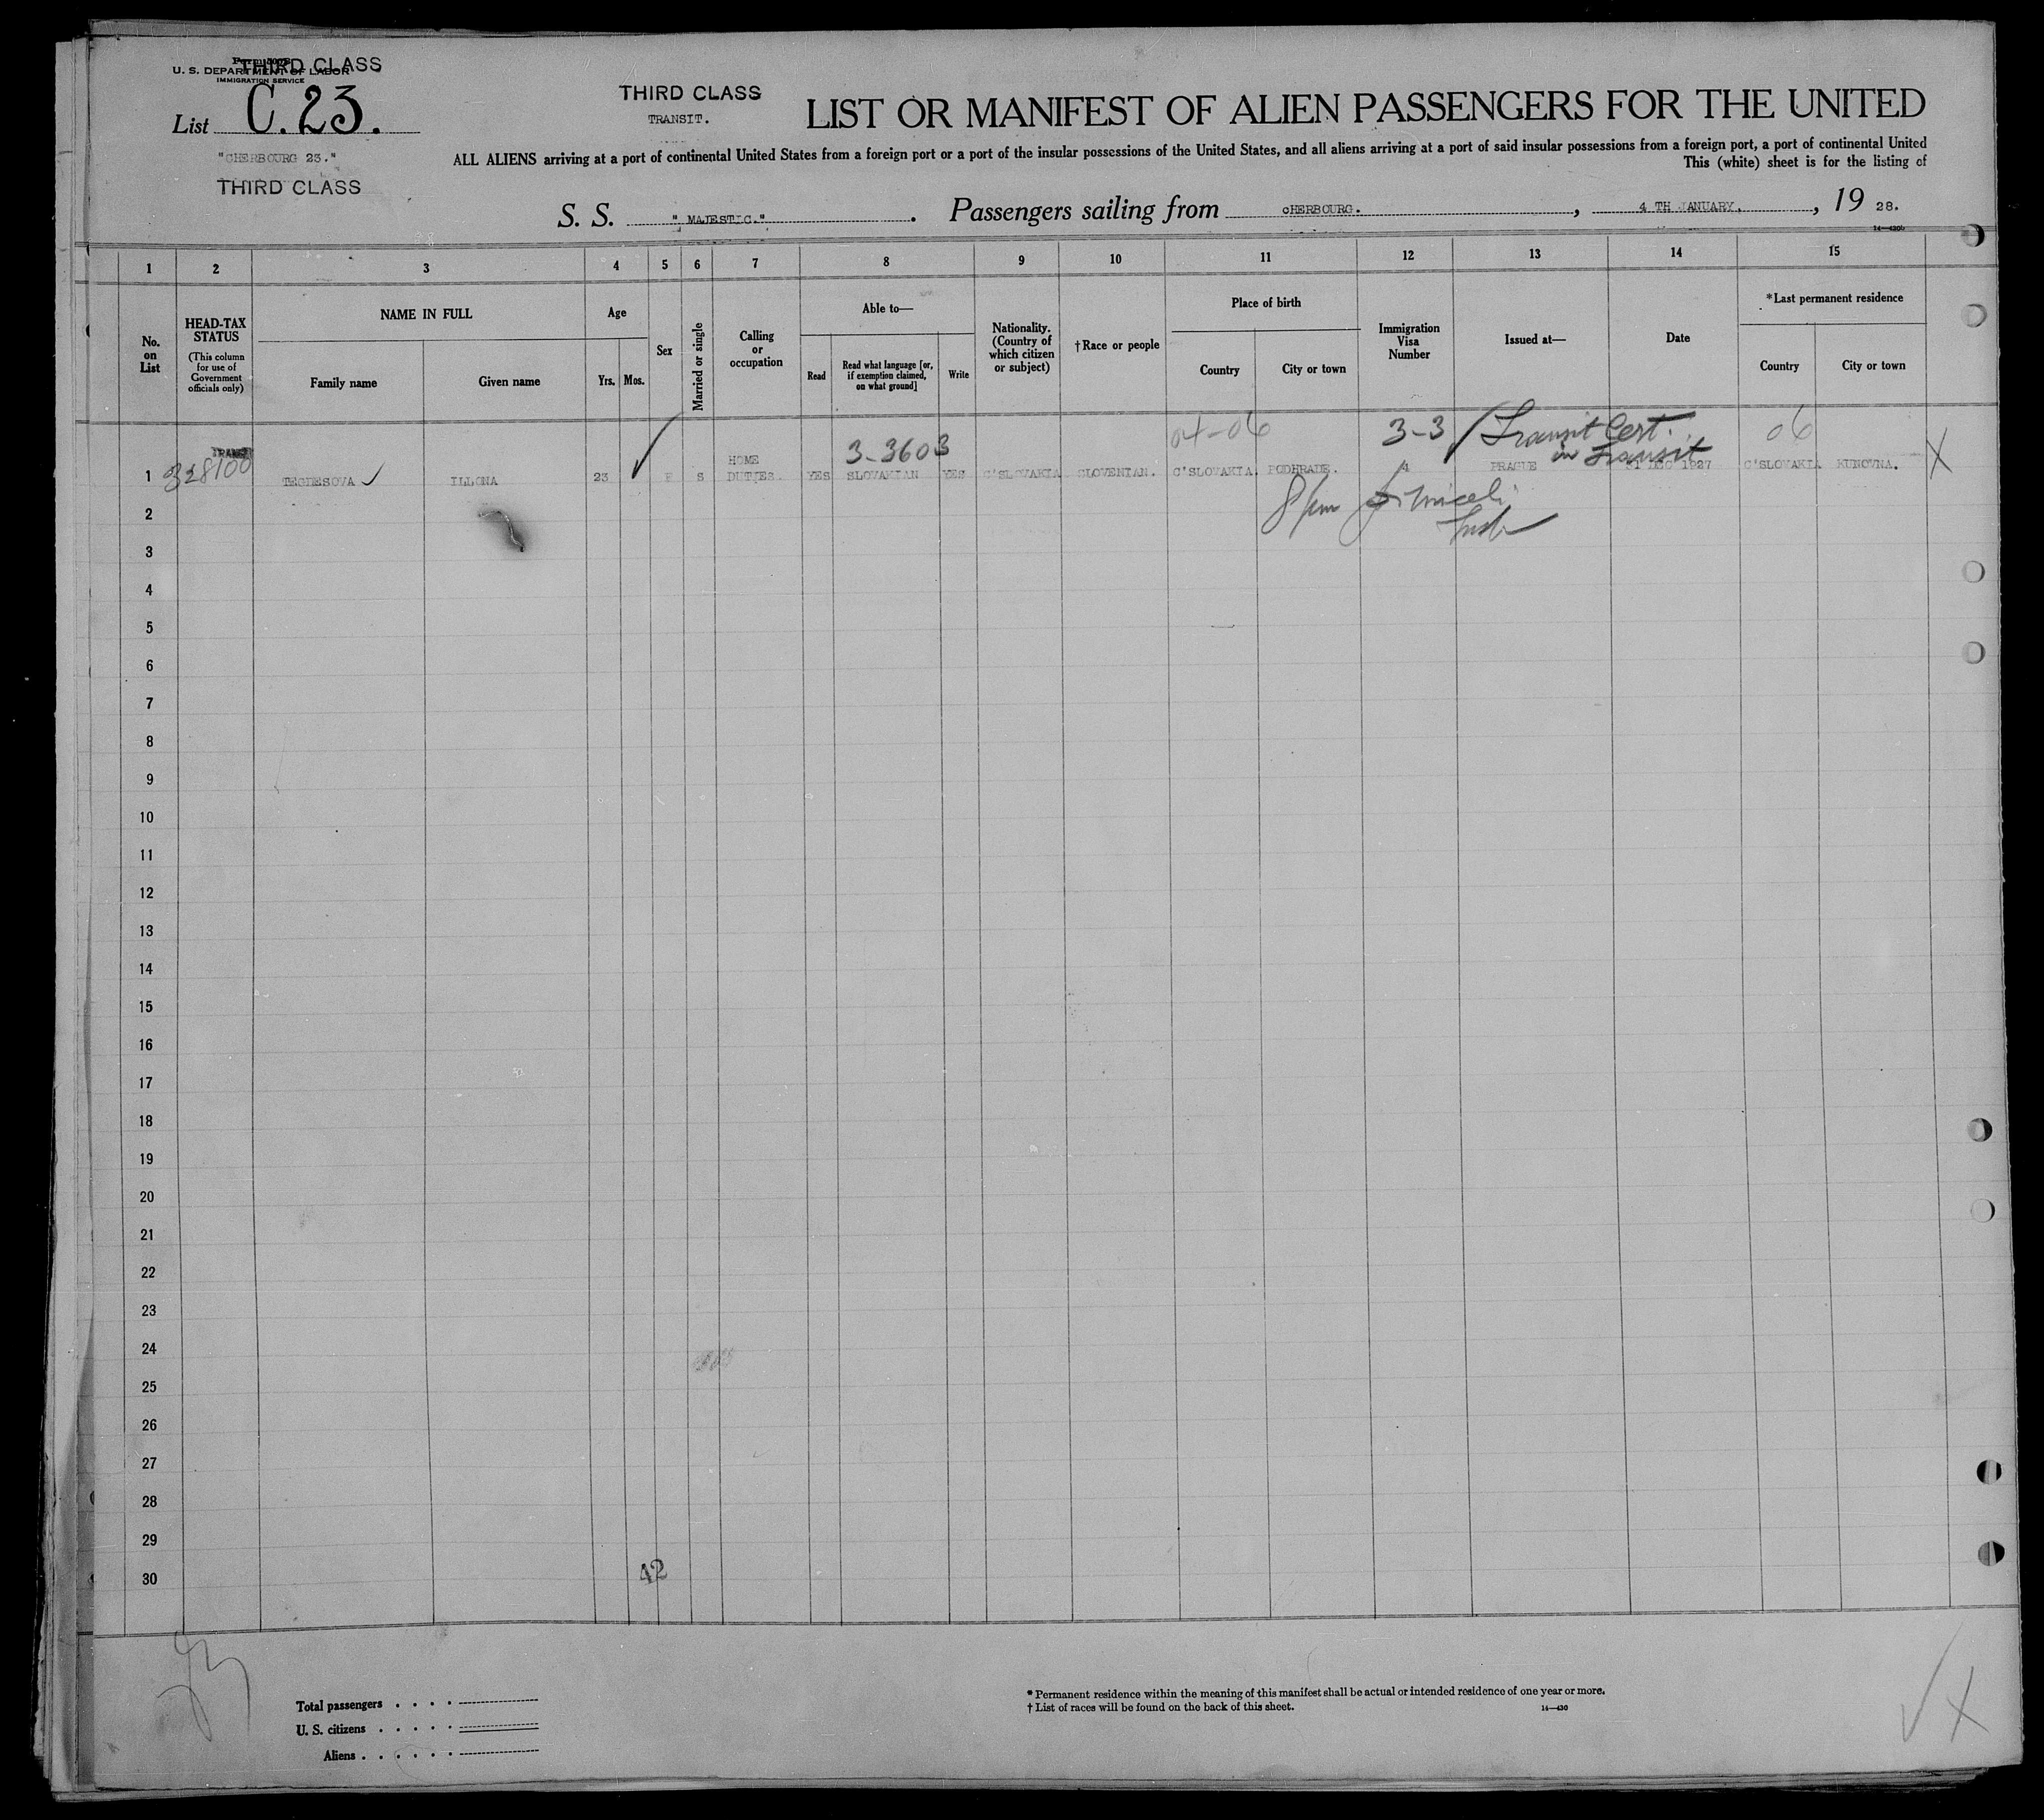 THIRD CLASS
U. S. DEPARTMENT OF LABOR
IMMIGRATION SERVICE
List C. 23.
"CHERBOURG 23."
THIRD CLASS
THIRD CLASS
TRANSIT.
LIST OR MANIFEST OF ALIEN PASSENGERS FOR THE UNITED
ALL ALIENS arriving at a port of continental United States from a foreign port or a port of the insular possessions of the United States, and all aliens arriving at a port of said insular possessions from a foreign port, a port of continental United
This (white) sheet is for the listing of
S. S. "MAJESTIC." . Passengers sailing from cHERBOURG. , 4 TH JANUARY. , 19 28.
1 2 3 4 5 6 7 8 9 10 11 12 13 14 15
No. on List
HEAD-TAX STATUS
(This column for use of Government officials only)
NAME IN FULL
Family name
Given name
Age
Yrs. Mos.
Sex
Married or single
Calling or occupation
Able to—
Read
Read what language [or, if exemption claimed, on what ground]
Write
Nationality. (Country of which citizen or subject)
†Race or people
Place of birth
Country
City or town
Immigration Visa Number
Issued at—
Date
*Last permanent residence
Country
City or town
3-3603 04-06 3-3 Transit Cert. 06
in Transit
1 328100 ILLONA 23 F S HOME DUTIES. YES SLOVAKIAN YES C'SLOVAKIA SLOVENIAN. C'SLOVAKIA PODHRADE. PRAGUE DEC 1927 C'SLOVAKIA KUNOVNA. X
2
3
4
5
6
7
8
9
10
11
12
13
14
15
16
17
18
19
20
21
22
23
24
25
26
27
28
29
30
42
Total passengers . . . .
U. S. citizens . . . . .
Aliens . . . . . .
* Permanent residence within the meaning of this manifest shall be actual or intended residence of one year or more.
† List of races will be found on the back of this sheet.
14—430
X